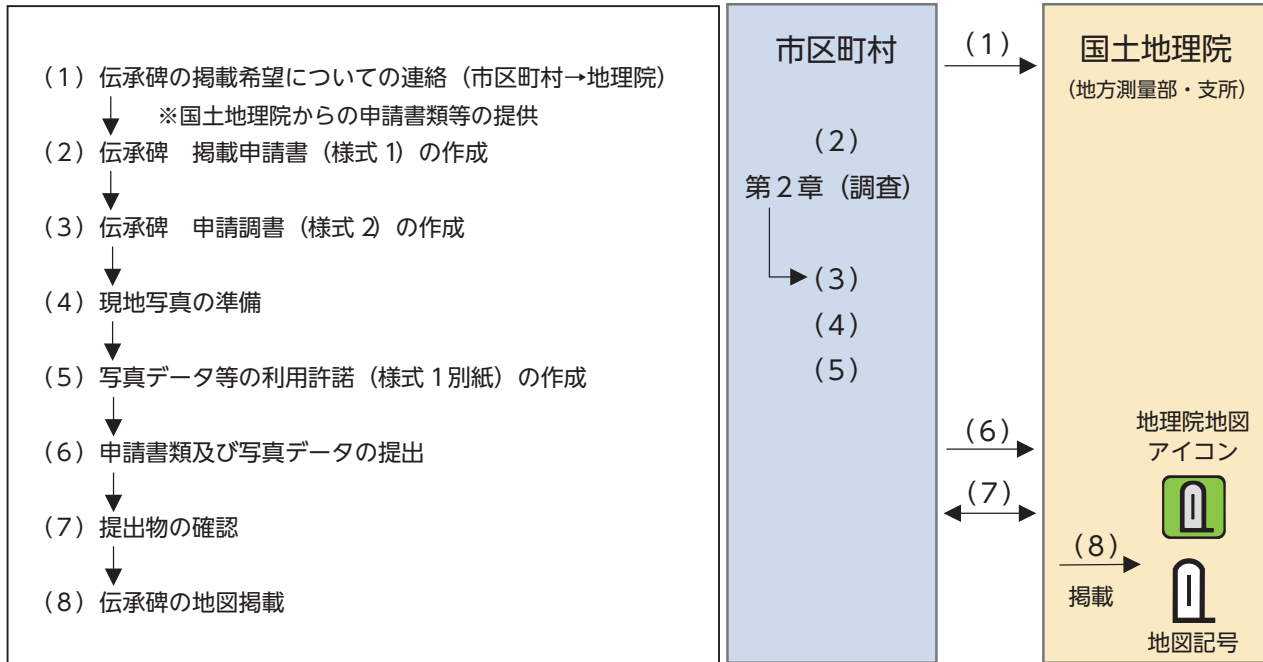 (1)伝承碑の掲載希望についての連絡(市区町村→地理院)
※国土地理院からの申請書類等の提供
(2)伝承碑　掲載申請書(様式1)の作成
(3)伝承碑　申請調書(様式2)の作成
(4)現地写真の準備
(5)写真データ等の利用許諾(様式1別紙)の作成
(6)申請書類及び写真データの提出
(7)提出物の確認
(8)伝承碑の地図掲載
市区町村
(2)
第2章(調査)
(3)
(4)
(5)
(1)
(6)
(7)
国土地理院
(地方測量部・支所)
地理院地図
アイコン
(8)
掲載
地図記号